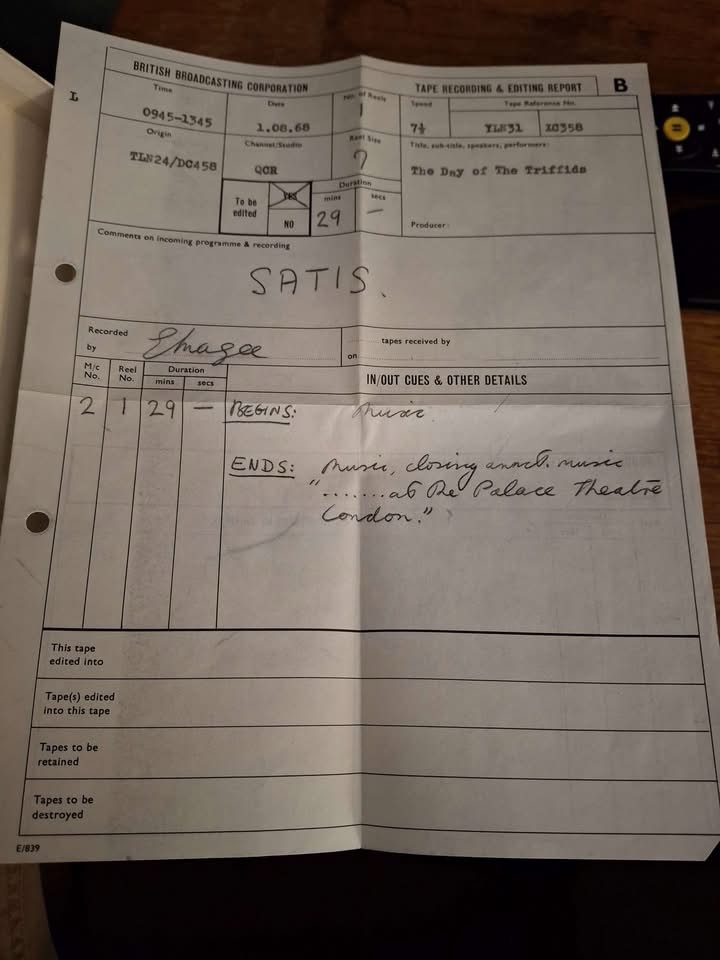 BRITISH BROADCASTING CORPORATION
TAPE RECORDING & EDITING REPORT
B
L
Time
0945-1345
Date
1.08.68
No. of Reels
1
Speed
7½
Tape Reference No.
TLN31
XC358
Origin
TLN24/DC458
Channel/Studio
QCR
Reel Size
7
Title, sub-title, speakers, performers:
The Day of The Triffids
To be
edited
YES
NO
Duration
mins
secs
29
—
Producer:
Comments on incoming programme & recording
SATIS.
Recorded
by
tapes received by
on
M/c
No.
Reel
No.
Duration
mins
secs
IN/OUT CUES & OTHER DETAILS
2 1 29 — BEGINS: Music.
ENDS: Music, closing annct. music
".......at the Palace Theatre
London."
This tape
edited into
Tape(s) edited
into this tape
Tapes to be
retained
Tapes to be
destroyed
E/B39